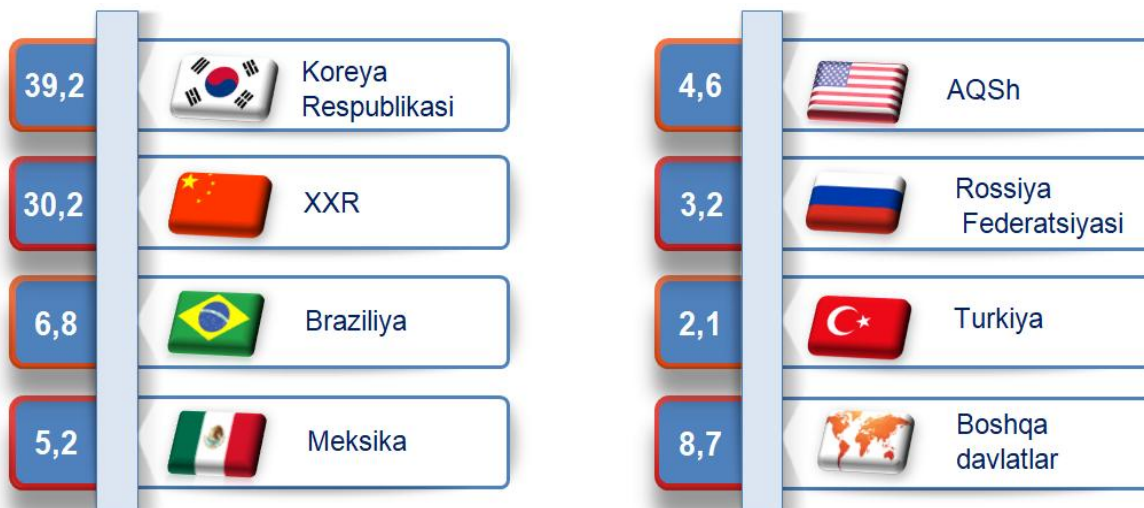 39,2
Koreya
Respublikasi
30,2
XXR
6,8
Braziliya
5,2
Meksika
4,6
AQSh
3,2
Rossiya
Federatsiyasi
2,1
Turkiya
8,7
Boshqa
davlatlar